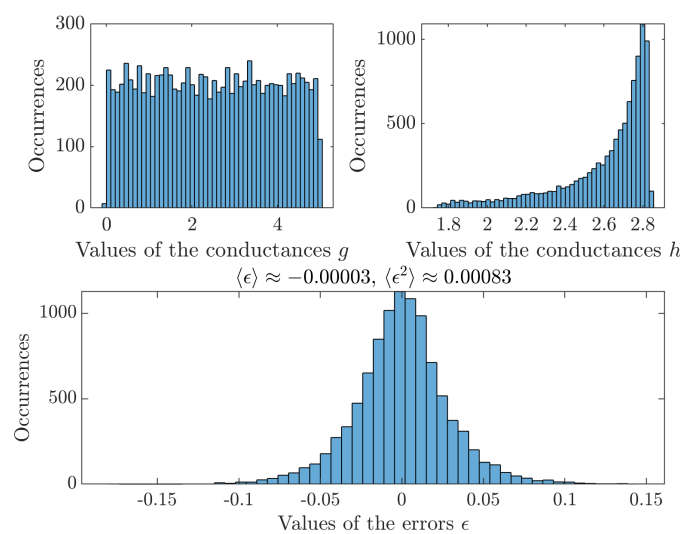 300
200
100
0
Occurrences
0 2 4
Values of the conductances g
1000
500
0
Occurrences
1.8 2 2.2 2.4 2.6 2.8
Values of the conductances h
⟨ϵ⟩ ≈ −0.00003, ⟨ϵ²⟩ ≈ 0.00083
1000
500
0
Occurrences
-0.15 -0.1 -0.05 0 0.05 0.1 0.15
Values of the errors ϵ